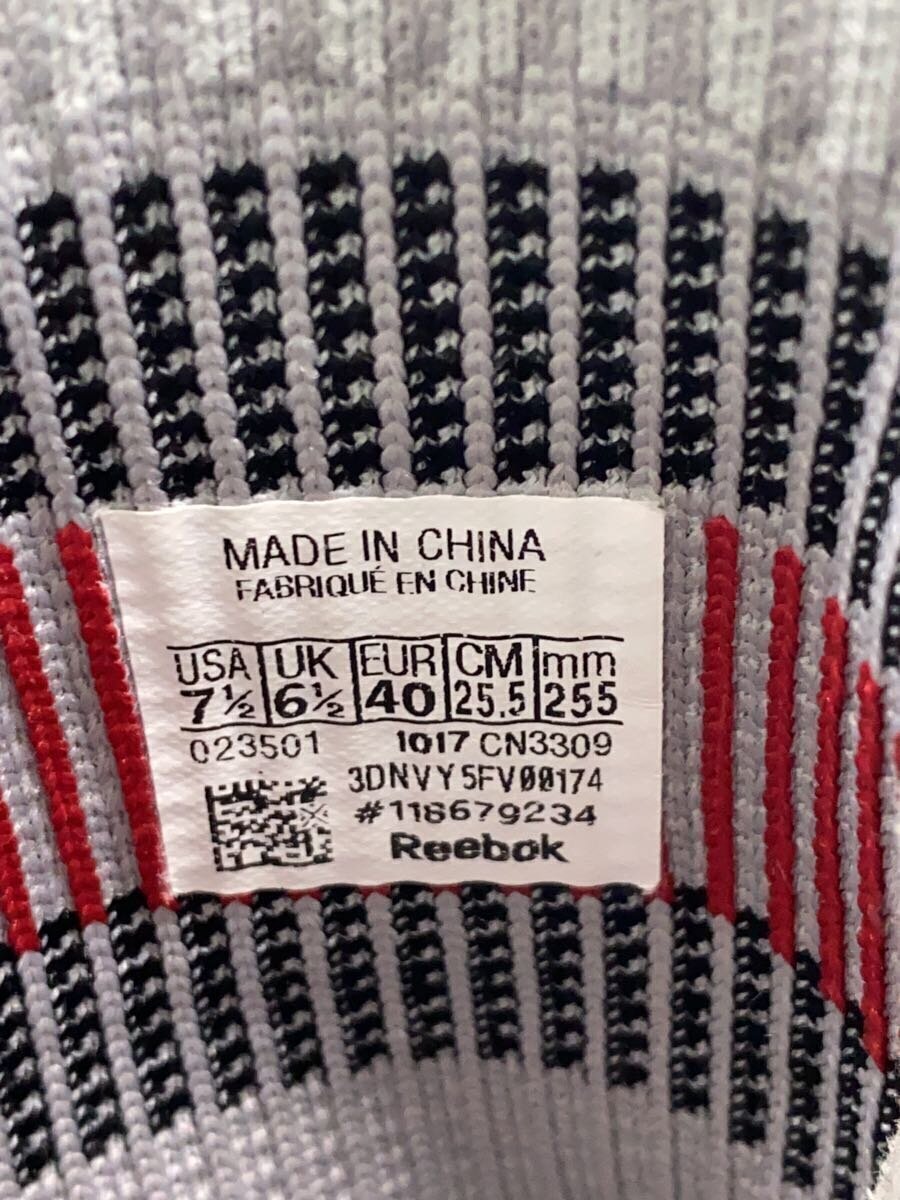 MADE IN CHINA
FABRIQUÉ EN CHINE
USA UK EUR CM mm
7½ 6½ 40 25.5 255
023501 1017 CN3309
3DNVY5FV00174
#118679234
Reebok